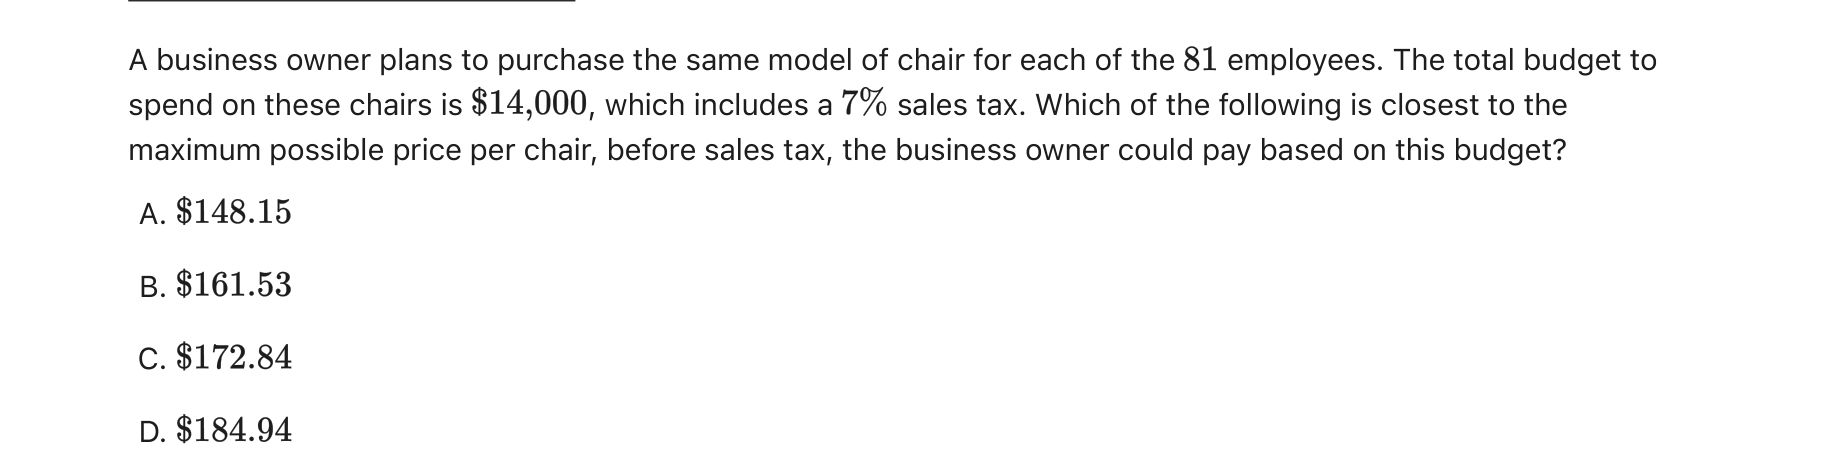 A business owner plans to purchase the same model of chair for each of the 81 employees. The total budget to
spend on these chairs is $14,000, which includes a 7% sales tax. Which of the following is closest to the
maximum possible price per chair, before sales tax, the business owner could pay based on this budget?
A. $148.15
B. $161.53
C. $172.84
D. $184.94